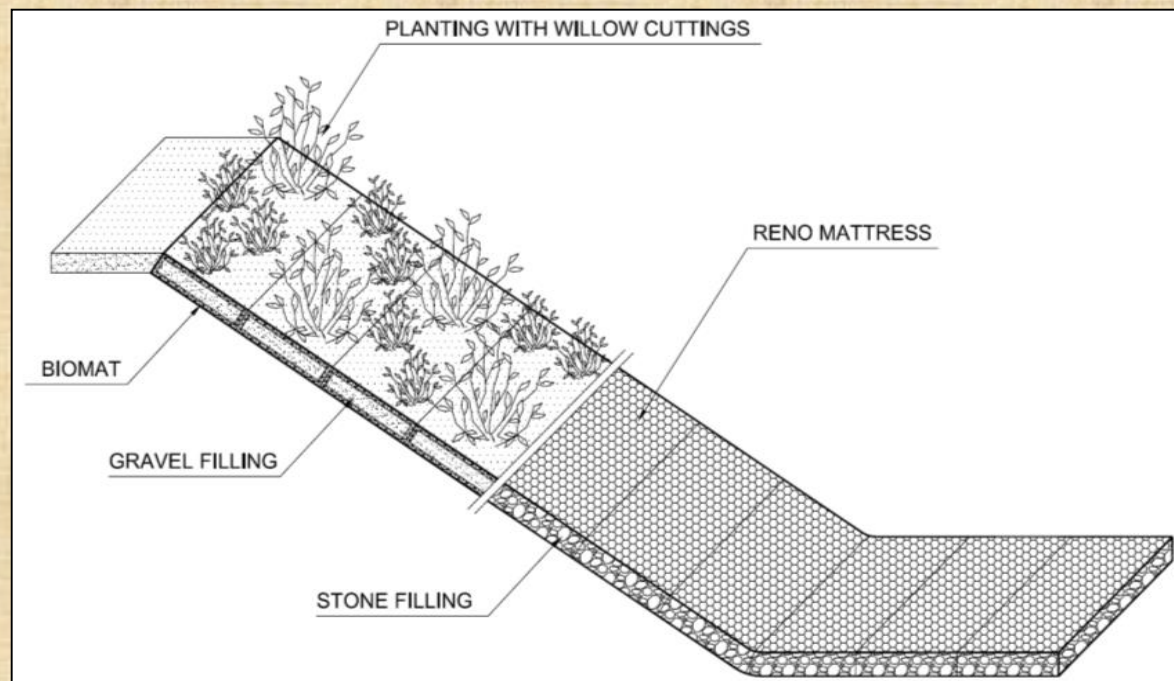 PLANTING WITH WILLOW CUTTINGS
RENO MATTRESS
BIOMAT
GRAVEL FILLING
STONE FILLING